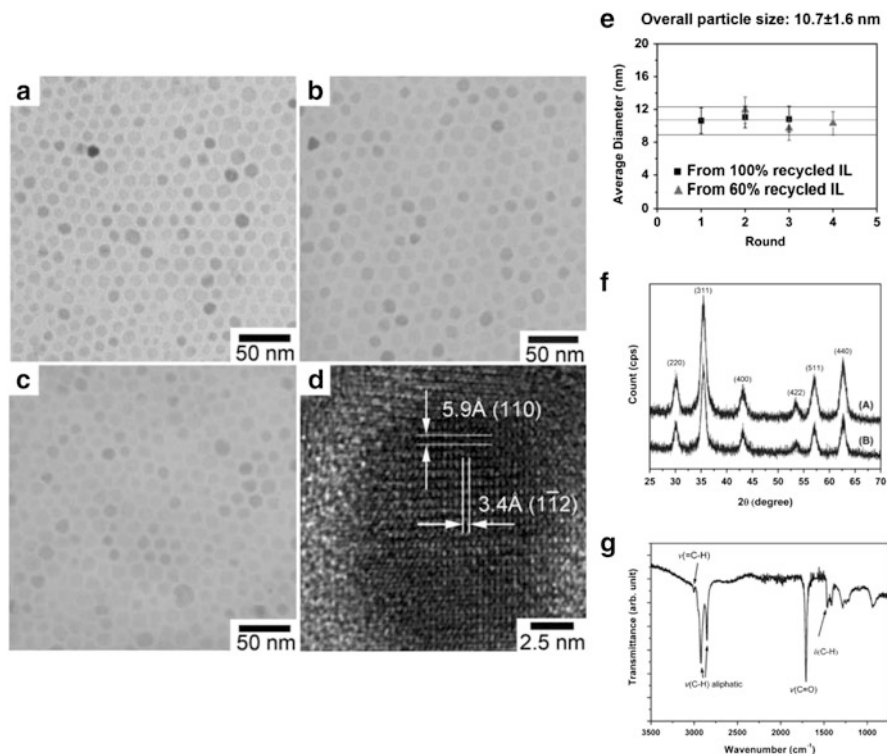 a
50 nm
b
50 nm
c
50 nm
d
5.9Å (110)
3.4Å (11̄2)
2.5 nm
e
Overall particle size: 10.7±1.6 nm
Average Diameter (nm)
20
16
12
8
4
0
From 100% recycled IL
From 60% recycled IL
0 1 2 3 4 5
Round
f
Count (cps)
(220)
(311)
(400)
(422)
(511)
(440)
(A)
(B)
25 30 35 40 45 50 55 60 65 70
2θ (degree)
g
Transmittance (arb. unit)
ν(=C-H)
ν(C-H) aliphatic
ν(C=O)
δ(C-H)
3500 3000 2500 2000 1500 1000
Wavenumber (cm⁻¹)